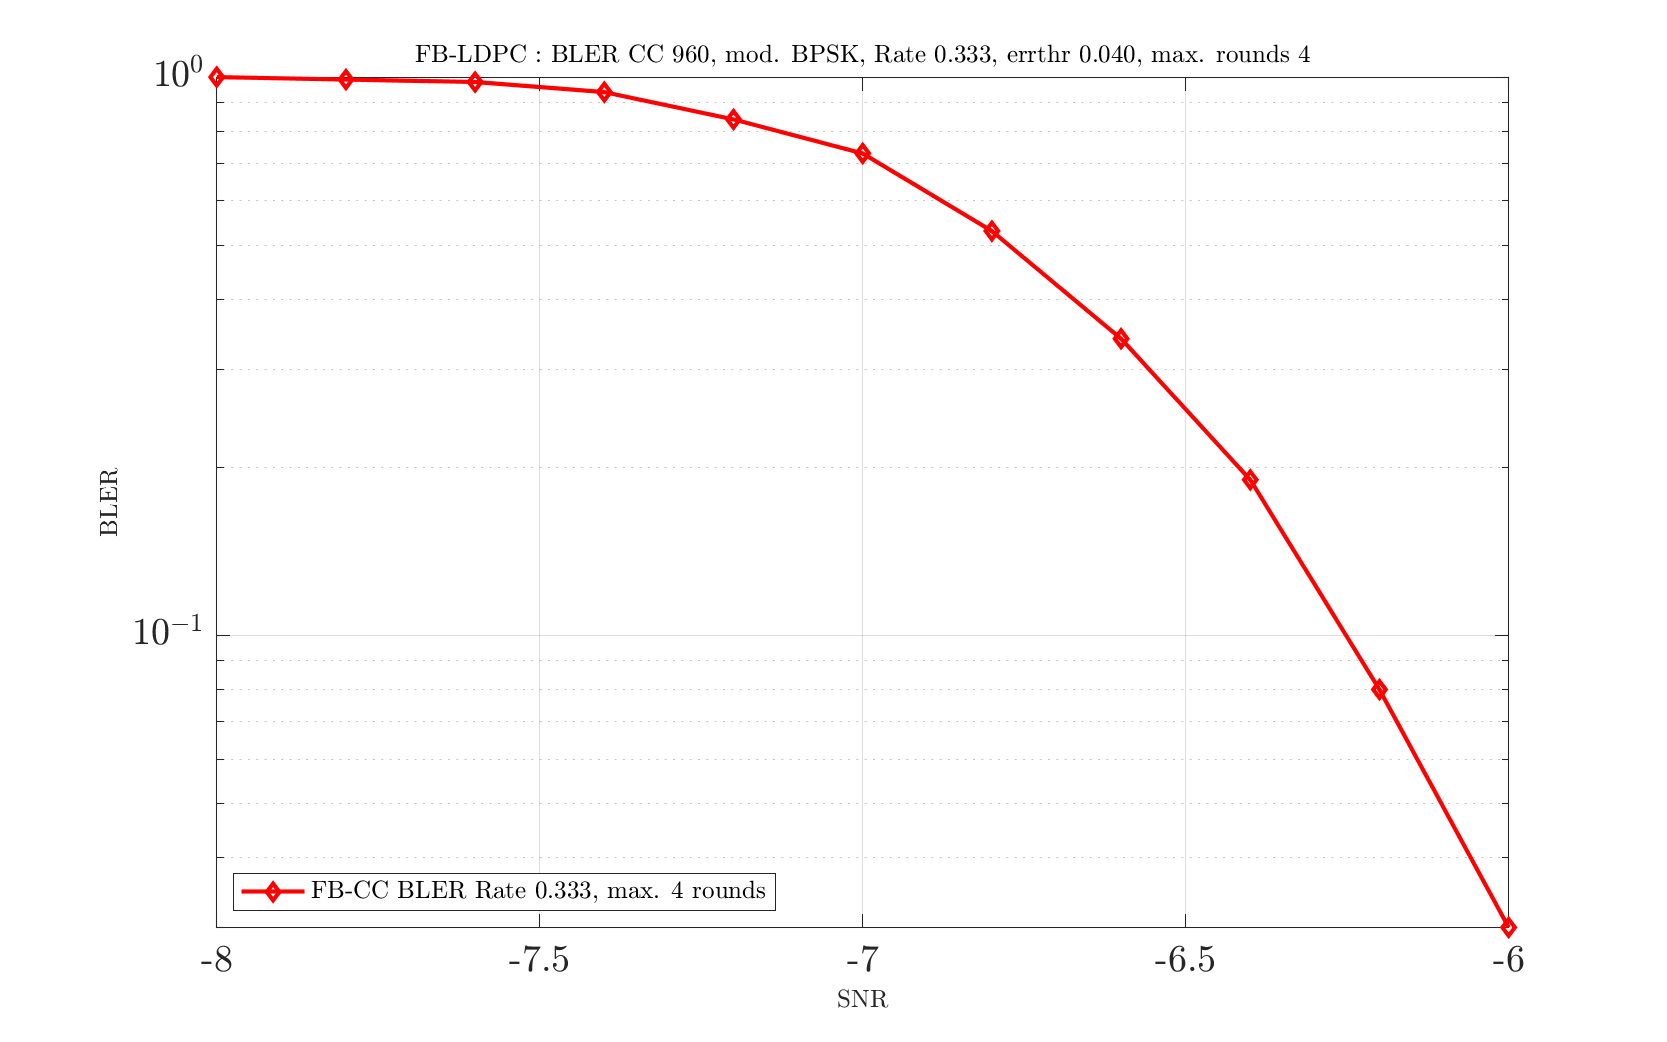 FB-LDPC : BLER CC 960, mod. BPSK, Rate 0.333, errthr 0.040, max. rounds 4
10^0
BLER
10^{-1}
FB-CC BLER Rate 0.333, max. 4 rounds
-8 -7.5 -7 -6.5 -6
SNR